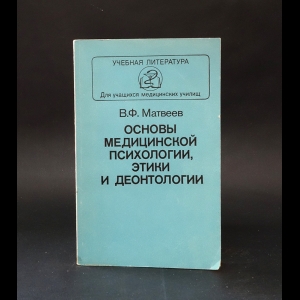 УЧЕБНАЯ ЛИТЕРАТУРА
Для учащихся медицинских училищ
В.Ф. Матвеев
ОСНОВЫ
МЕДИЦИНСКОЙ
ПСИХОЛОГИИ,
ЭТИКИ
И ДЕОНТОЛОГИИ